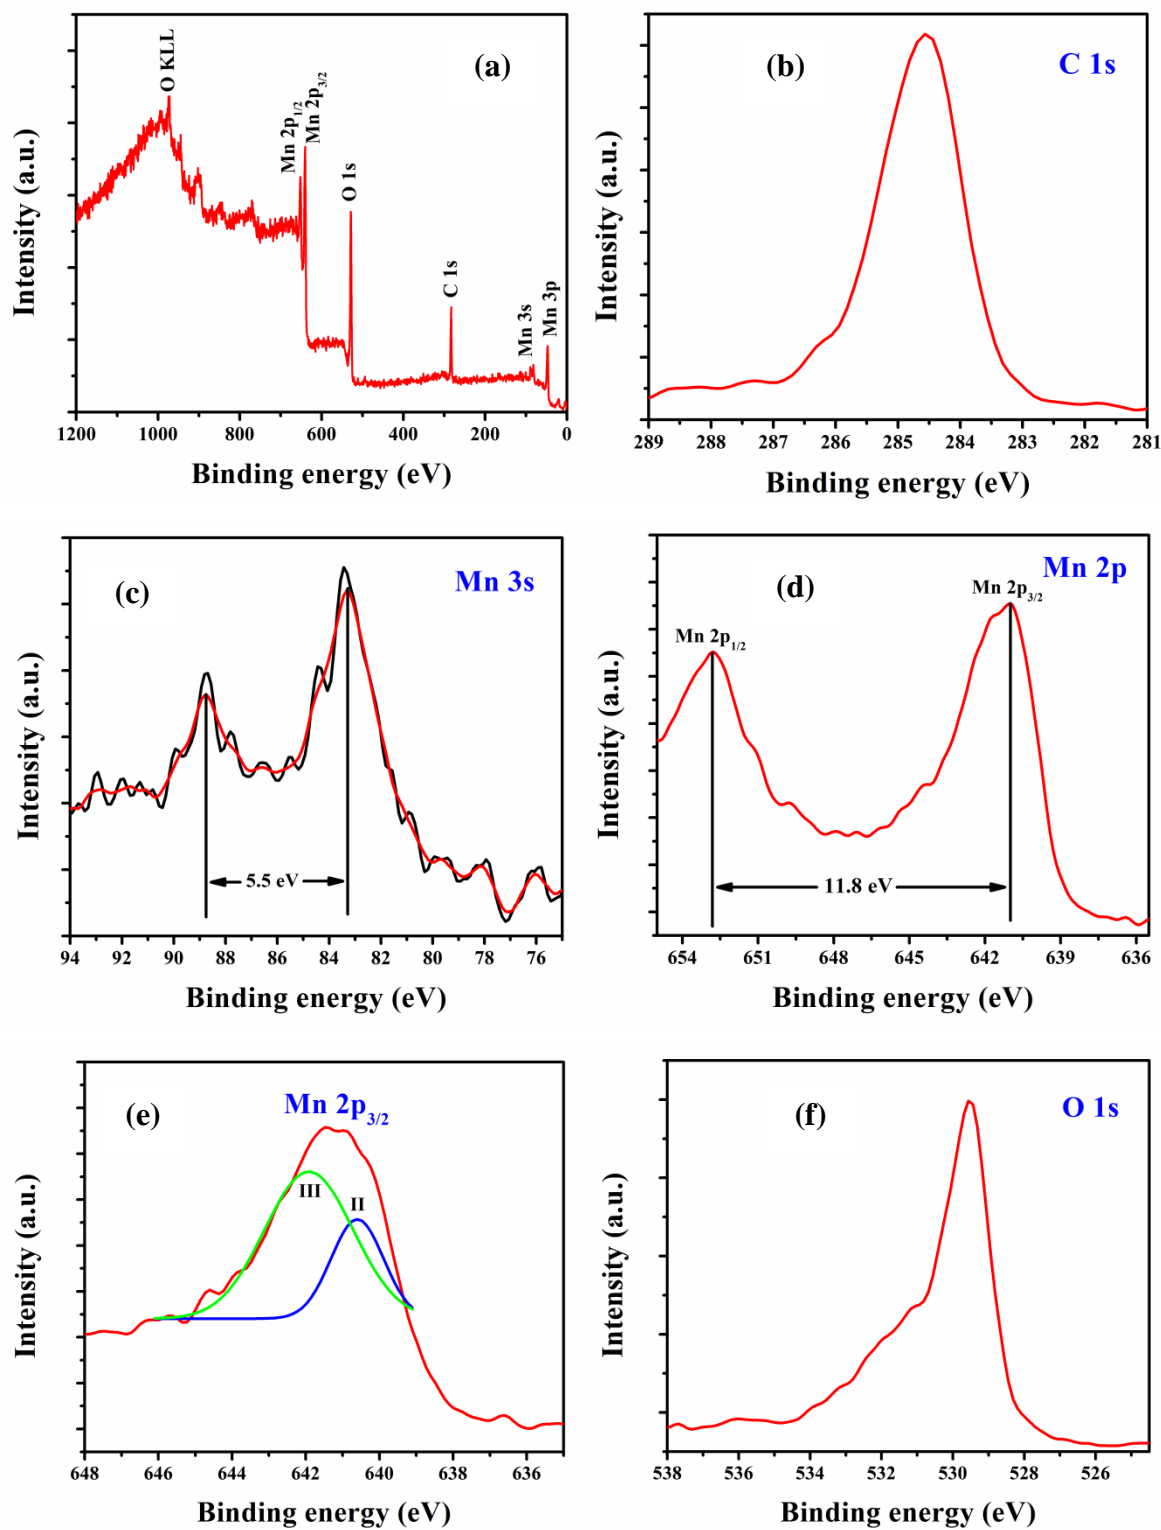 (a)
O KLL
Mn 2p1/2
Mn 2p3/2
O 1s
C 1s
Mn 3s
Mn 3p
Intensity (a.u.)
1200 1000 800 600 400 200 0
Binding energy (eV)
(b)
C 1s
Intensity (a.u.)
289 288 287 286 285 284 283 282 281
Binding energy (eV)
(c)
Mn 3s
Intensity (a.u.)
5.5 eV
94 92 90 88 86 84 82 80 78 76
Binding energy (eV)
(d)
Mn 2p
Mn 2p3/2
Mn 2p1/2
Intensity (a.u.)
11.8 eV
654 651 648 645 642 639 636
Binding energy (eV)
(e)
Mn 2p3/2
III
II
Intensity (a.u.)
648 646 644 642 640 638 636
Binding energy (eV)
(f)
O 1s
Intensity (a.u.)
538 536 534 532 530 528 526
Binding energy (eV)